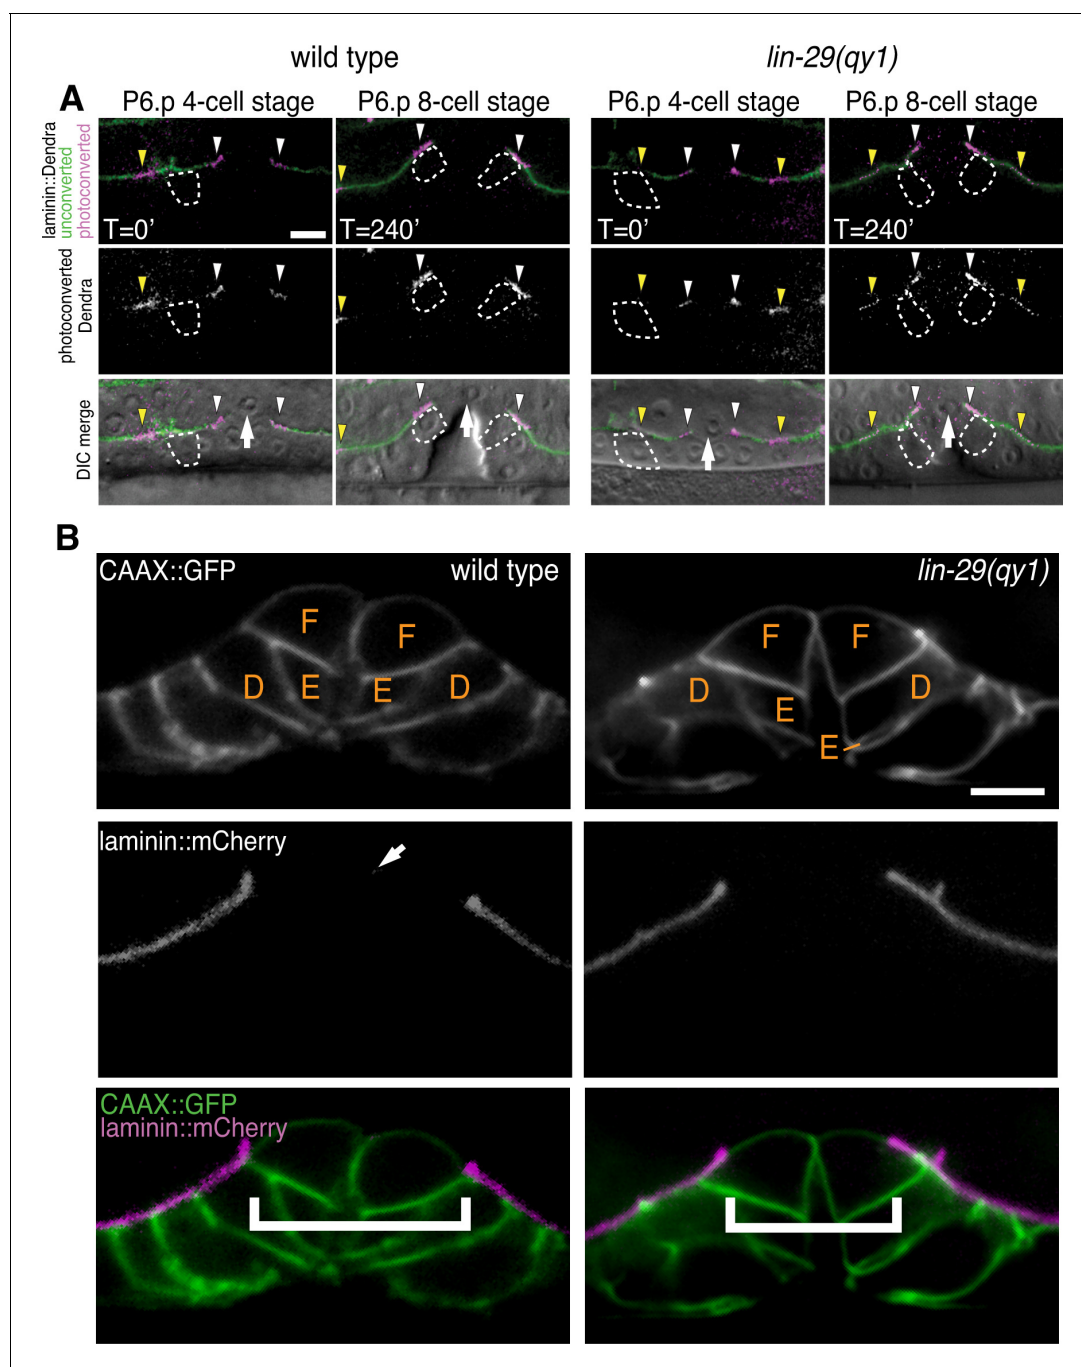 wild type
lin-29(qy1)
A
P6.p 4-cell stage
P6.p 8-cell stage
P6.p 4-cell stage
P6.p 8-cell stage
laminin::Dendra
unconverted
photoconverted
T=0'
T=240'
T=0'
T=240'
photoconverted
Dendra
DIC merge
B
CAAX::GFP
wild type
lin-29(qy1)
F
F
F
F
D
E
E
D
D
E
D
E
laminin::mCherry
CAAX::GFP
laminin::mCherry